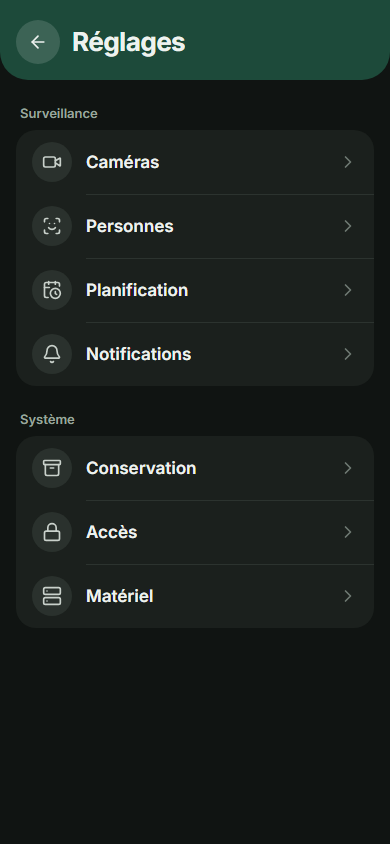 Réglages
Surveillance
Caméras
Personnes
Planification
Notifications
Système
Conservation
Accès
Matériel